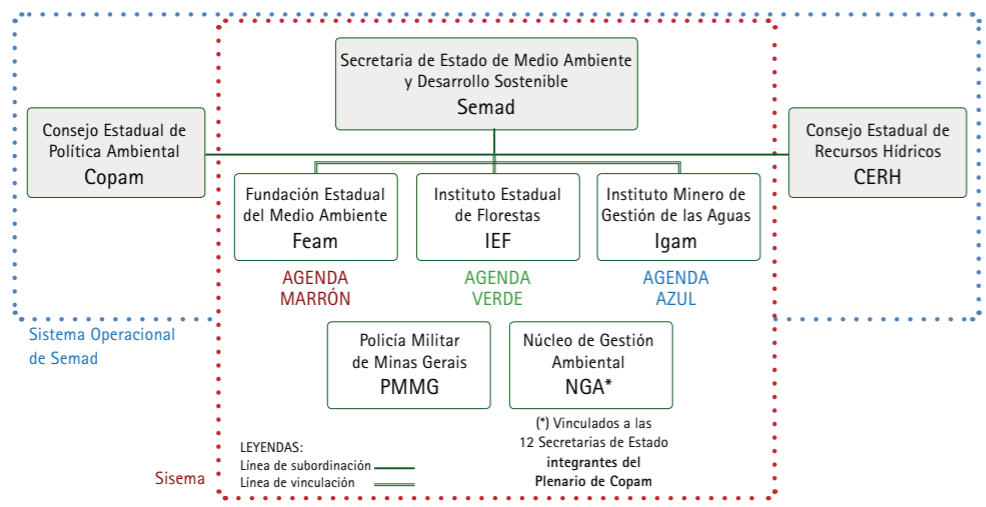 Secretaria de Estado de Medio Ambiente
y Desarrollo Sostenible
Semad
Consejo Estadual de
Política Ambiental
Copam
Consejo Estadual de
Recursos Hídricos
CERH
Fundación Estadual
del Medio Ambiente
Feam
Instituto Estadual
de Florestas
IEF
Instituto Minero de
Gestión de las Aguas
Igam
AGENDA
MARRÓN
AGENDA
VERDE
AGENDA
AZUL
Sistema Operacional
de Semad
Policía Militar
de Minas Gerais
PMMG
Núcleo de Gestión
Ambiental
NGA*
(*) Vinculados a las
12 Secretarias de Estado
integrantes del
Plenario de Copam
LEYENDAS:
Línea de subordinación
Línea de vinculación
Sisema